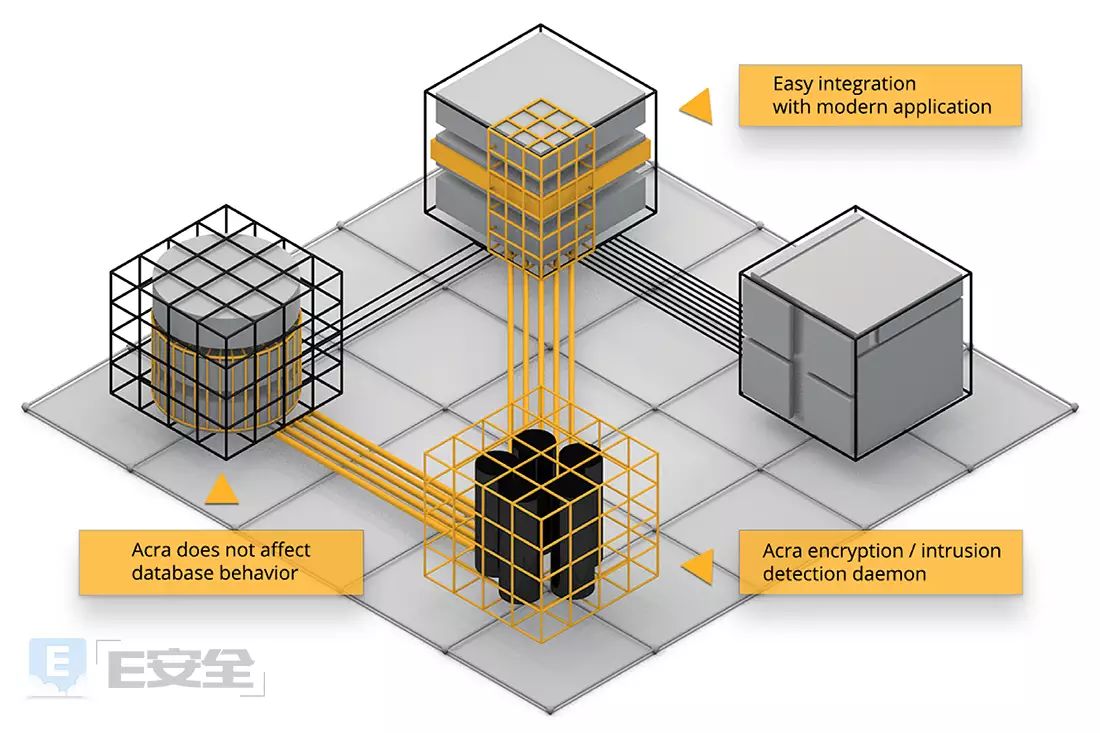 Easy integration
with modern application
Acra does not affect
database behavior
Acra encryption / intrusion
detection daemon
E
E安全